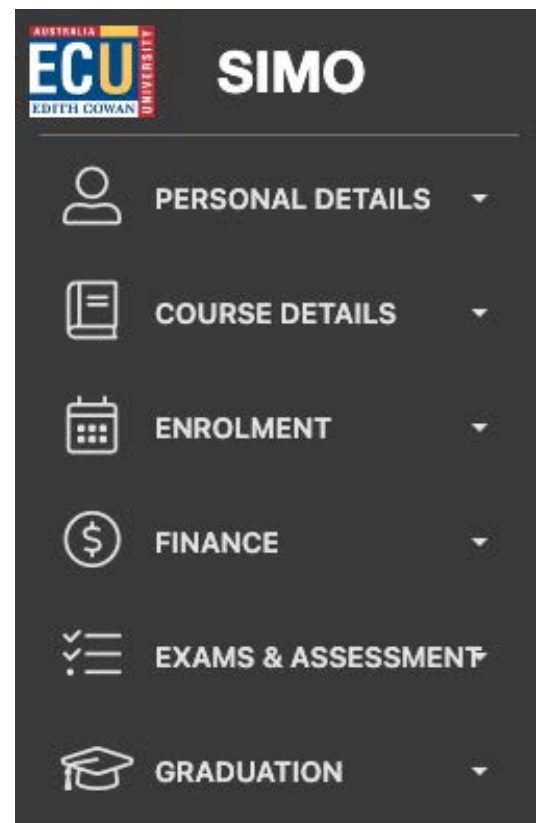 AUSTRALIA
ECU
EDITH COWAN
UNIVERSITY
SIMO
PERSONAL DETAILS
COURSE DETAILS
ENROLMENT
FINANCE
EXAMS & ASSESSMENT
GRADUATION